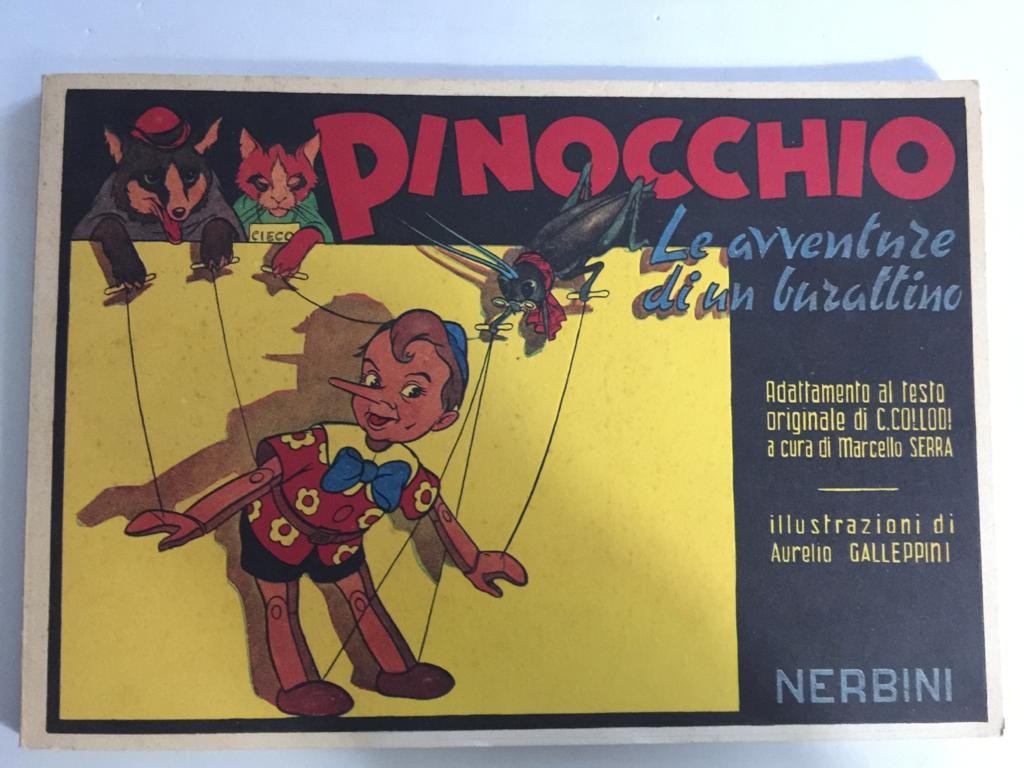 PINOCCHIO
CIECO
Le avventure
di un burattino
Adattamento al testo
originale di C. COLLODI
a cura di Marcello SERRA
illustrazioni di
Aurelio GALLEPPINI
NERBINI